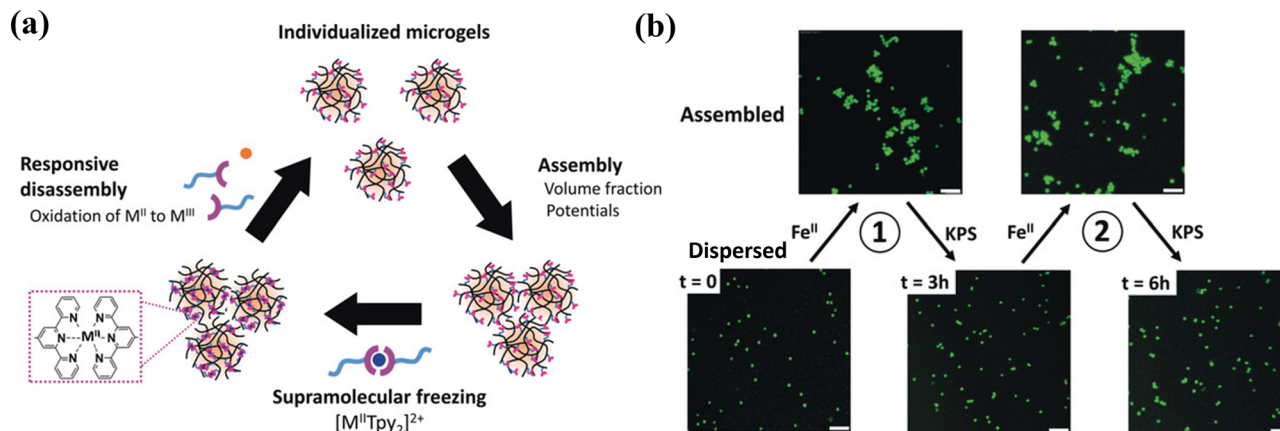 (a)
Individualized microgels
Responsive
disassembly
Oxidation of Mᴵᴵ to Mᴵᴵᴵ
Assembly
Volume fraction
Potentials
N
N
N
Mᴵᴵ
N
N
N
Supramolecular freezing
[MᴵᴵTpy₂]²⁺
(b)
Assembled
Feᴵᴵ
1
KPS
Feᴵᴵ
2
KPS
Dispersed
t = 0
t = 3h
t = 6h